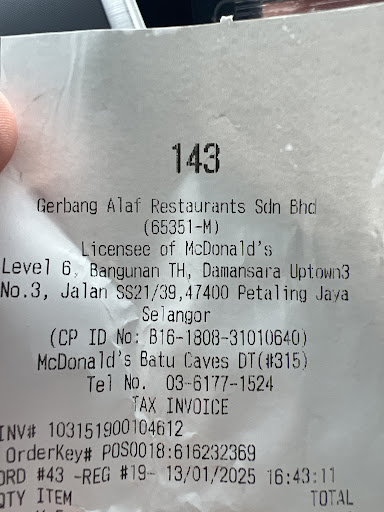 143
Gerbang Alaf Restaurants Sdn Bhd
(65351-M)
Licensee of McDonald's
Level 6, Bangunan TH, Damansara Uptown3
No.3, Jalan SS21/39,47400 Petaling Jaya
Selangor
(CP ID No: B16-1808-31010640)
McDonald's Batu Caves DT(#315)
Tel No. 03-6177-1524
TAX INVOICE
INV# 103151900104612
OrderKey# POS0018:616232369
ORD #43 -REG #19- 13/01/2025 16:43:11
QTY ITEM TOTAL